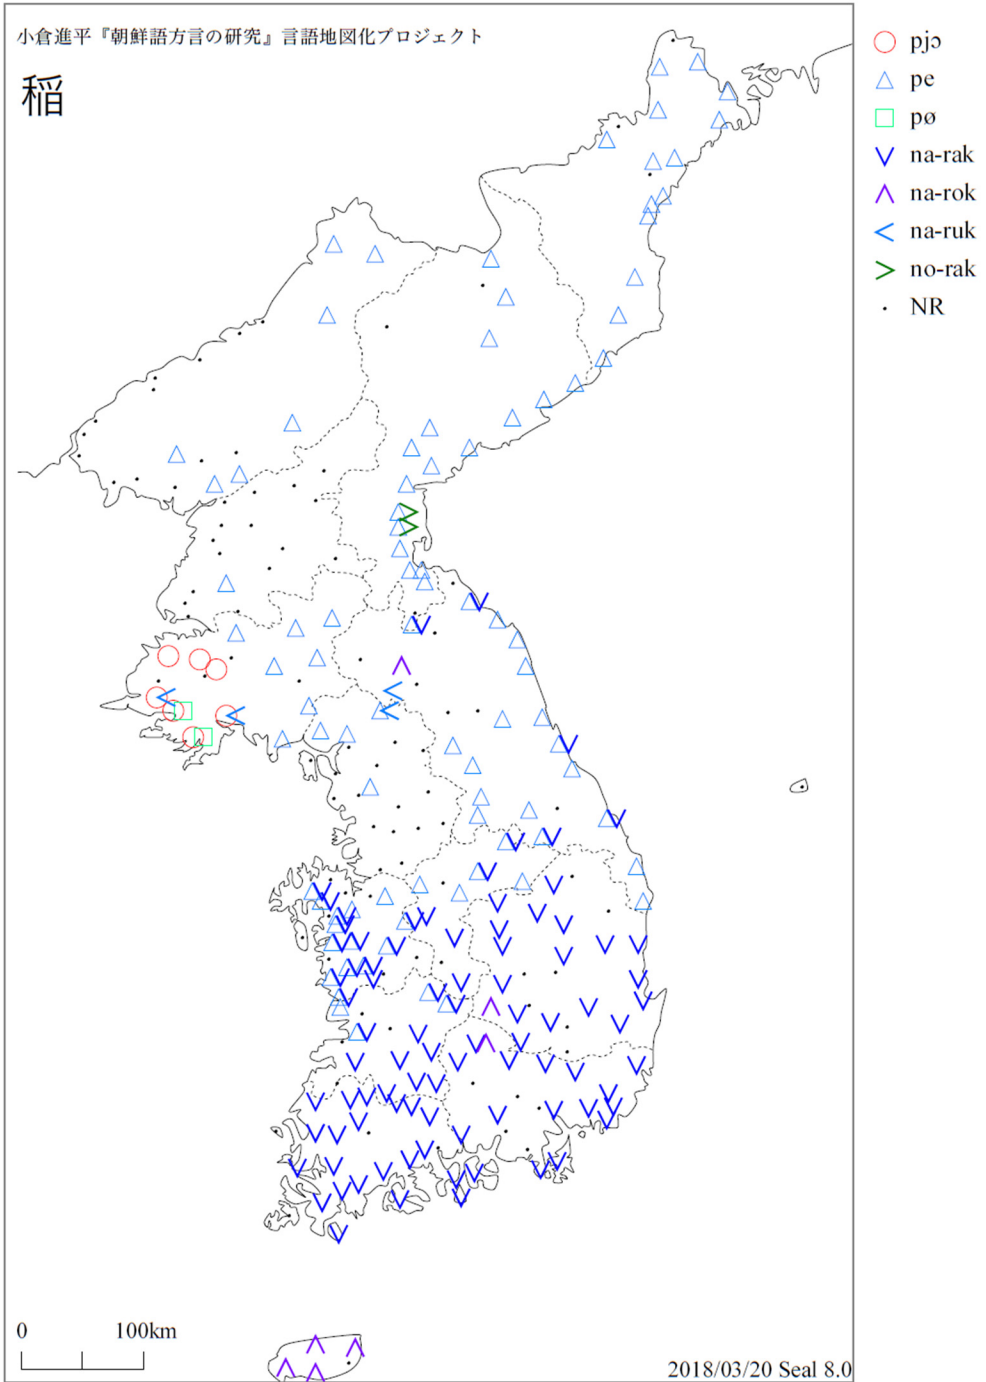 小倉進平『朝鮮語方言の研究』言語地図化プロジェクト
稲
pjɔ
pe
pø
na-rak
na-rok
na-ruk
no-rak
NR
0 100km
2018/03/20 Seal 8.0